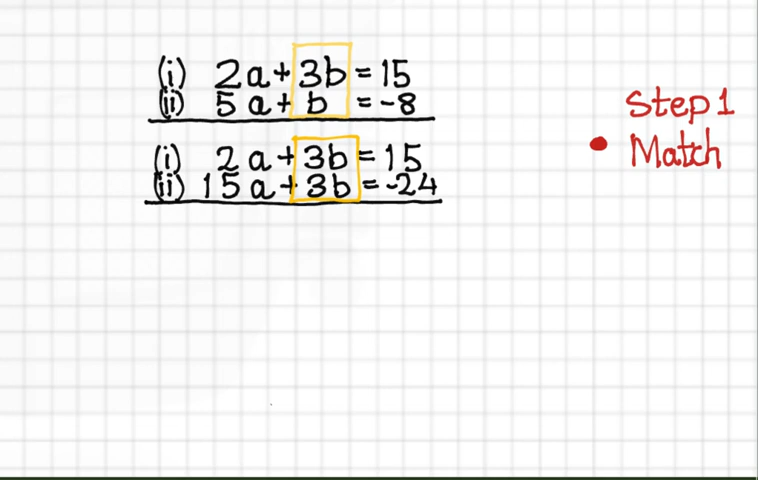 (i) 2a + 3b = 15
(ii) 5a + b = -8
(i) 2a + 3b = 15
(ii) 15a + 3b = -24
Step 1
• Match